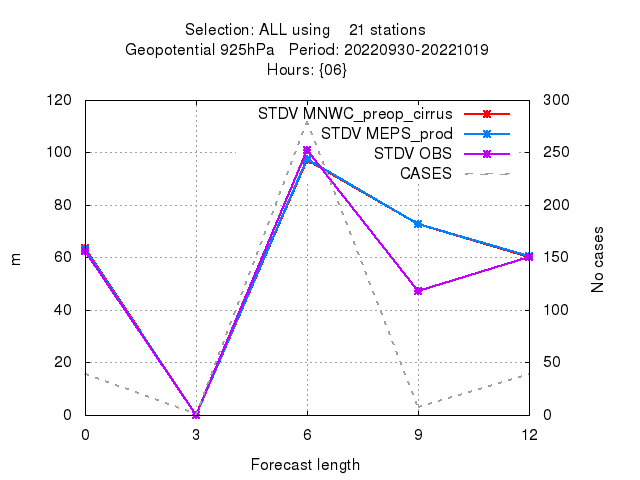 Selection: ALL using    21 stations
Geopotential 925hPa   Period: 20220930-20221019
Hours: {06}
120 300
STDV MNWC_preop_cirrus
STDV MEPS_prod
100 250
STDV OBS
CASES
80 200
60 150
m
No cases
40 100
20 50
0 0
0 3 6 9 12
Forecast length